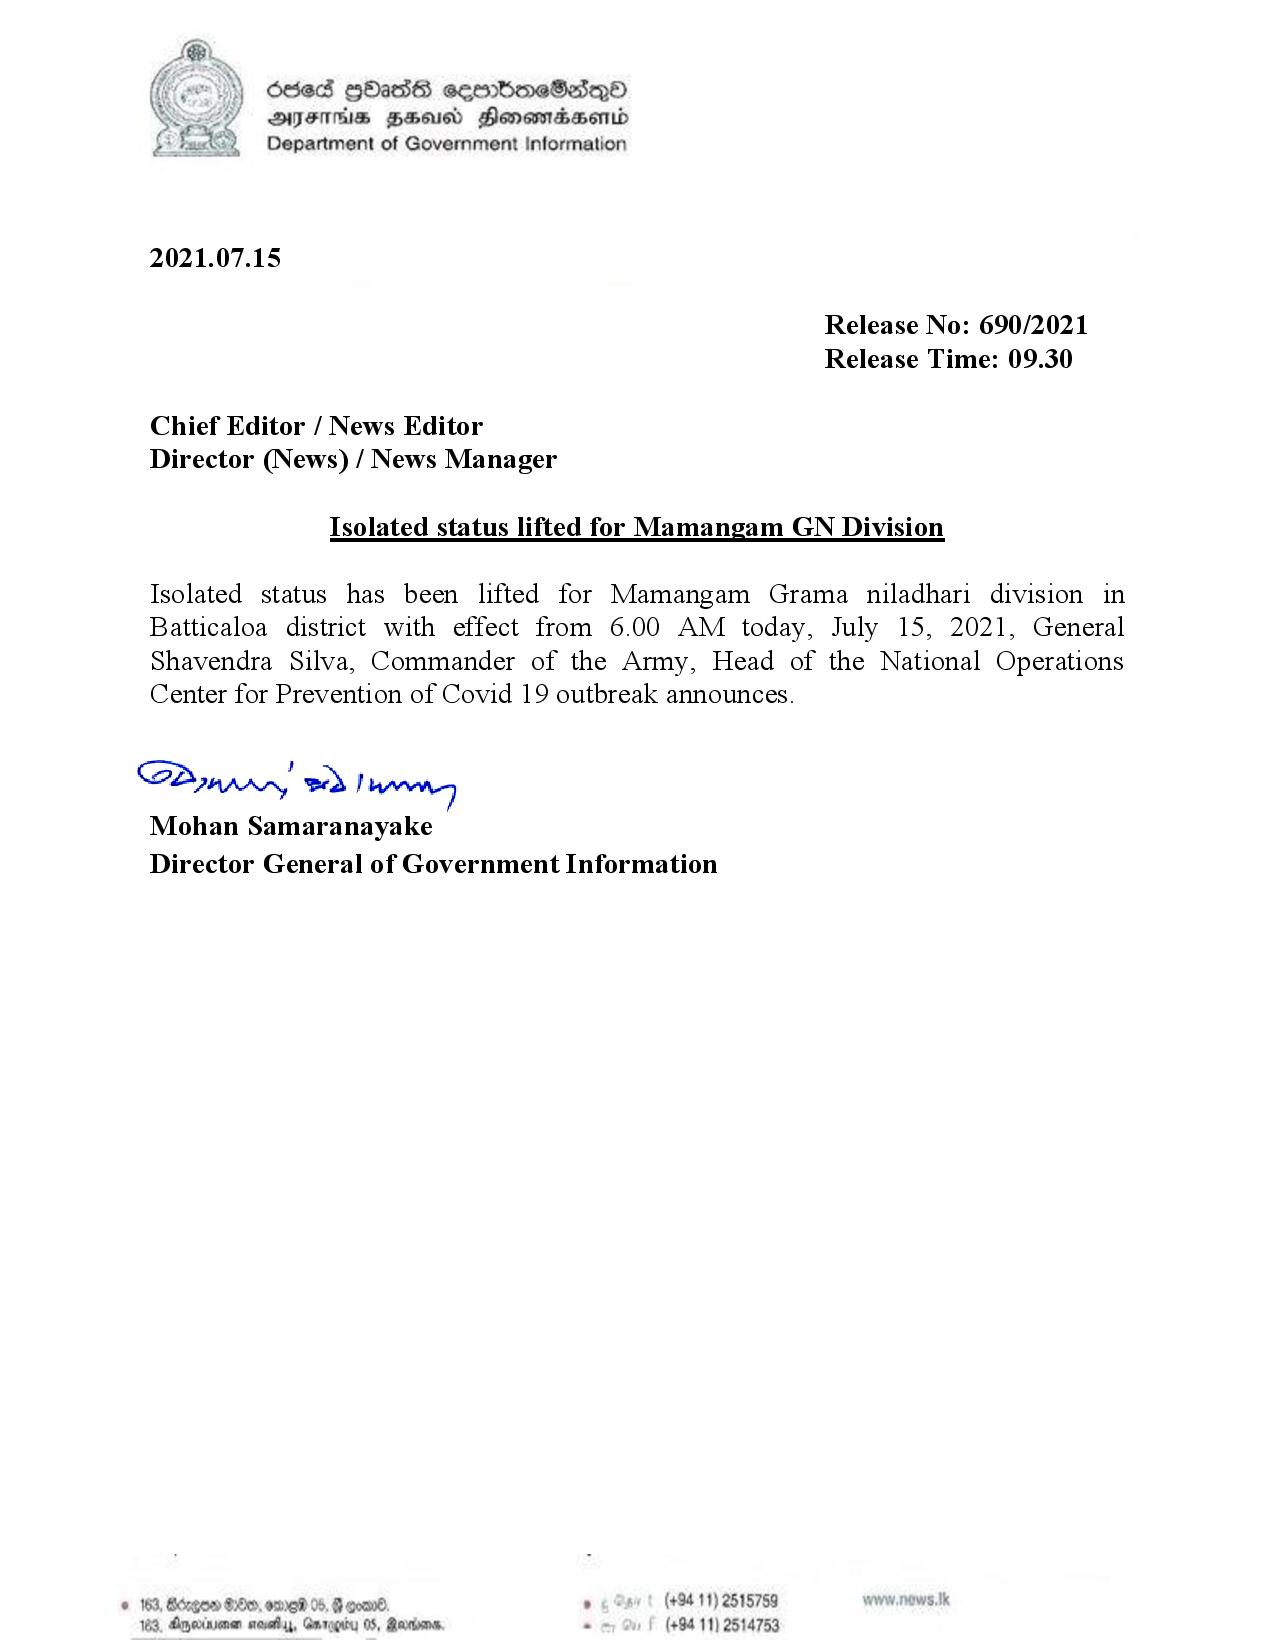 රජයේ ප්‍රවෘත්ති දෙපාර්තමේන්තුව
அரசாங்க தகவல் திணைக்களம்
Department of Government Information
2021.07.15
Release No: 690/2021
Release Time: 09.30
Chief Editor / News Editor
Director (News) / News Manager
Isolated status lifted for Mamangam GN Division
Isolated status has been lifted for Mamangam Grama niladhari division in
Batticaloa district with effect from 6.00 AM today, July 15, 2021, General
Shavendra Silva, Commander of the Army, Head of the National Operations
Center for Prevention of Covid 19 outbreak announces.
Mohan Samaranayake
Director General of Government Information
163, කිරුලපන මාවත, කොළඹ 05, ශ්‍රී ලංකාව.
163, கிருலப்பனை எவனியூ, கொழும்பு 05, இலங்கை.
(+94 11) 2515759
(+94 11) 2514753
www.news.lk